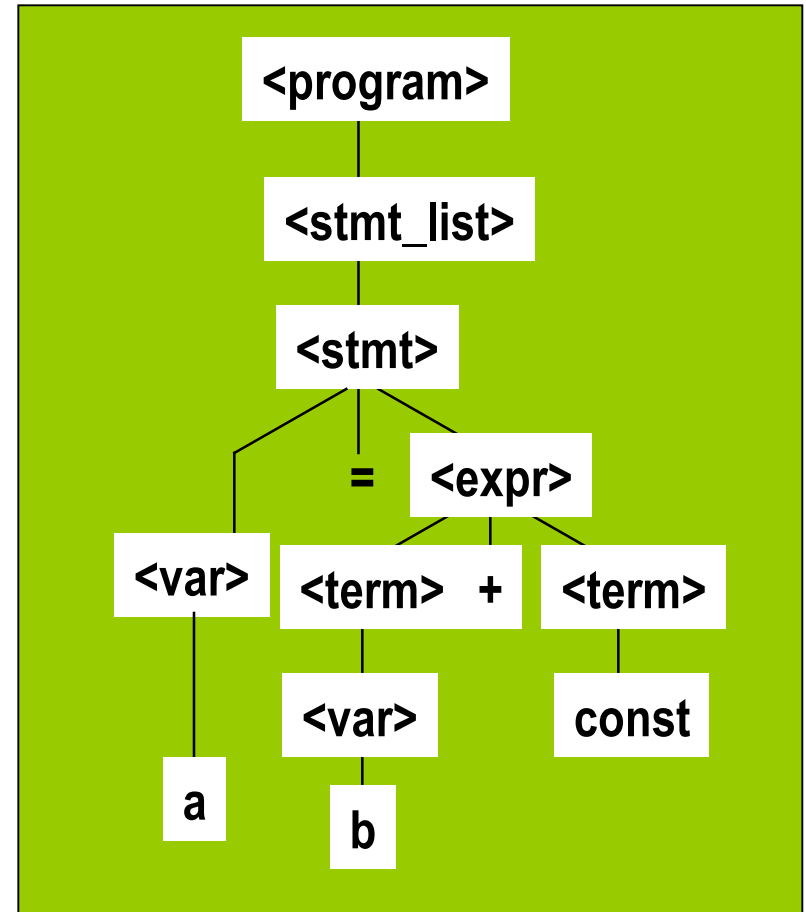 <program>
<stmt_list>
<stmt>
= <expr>
<var> <term> + <term>
<var> const
a b